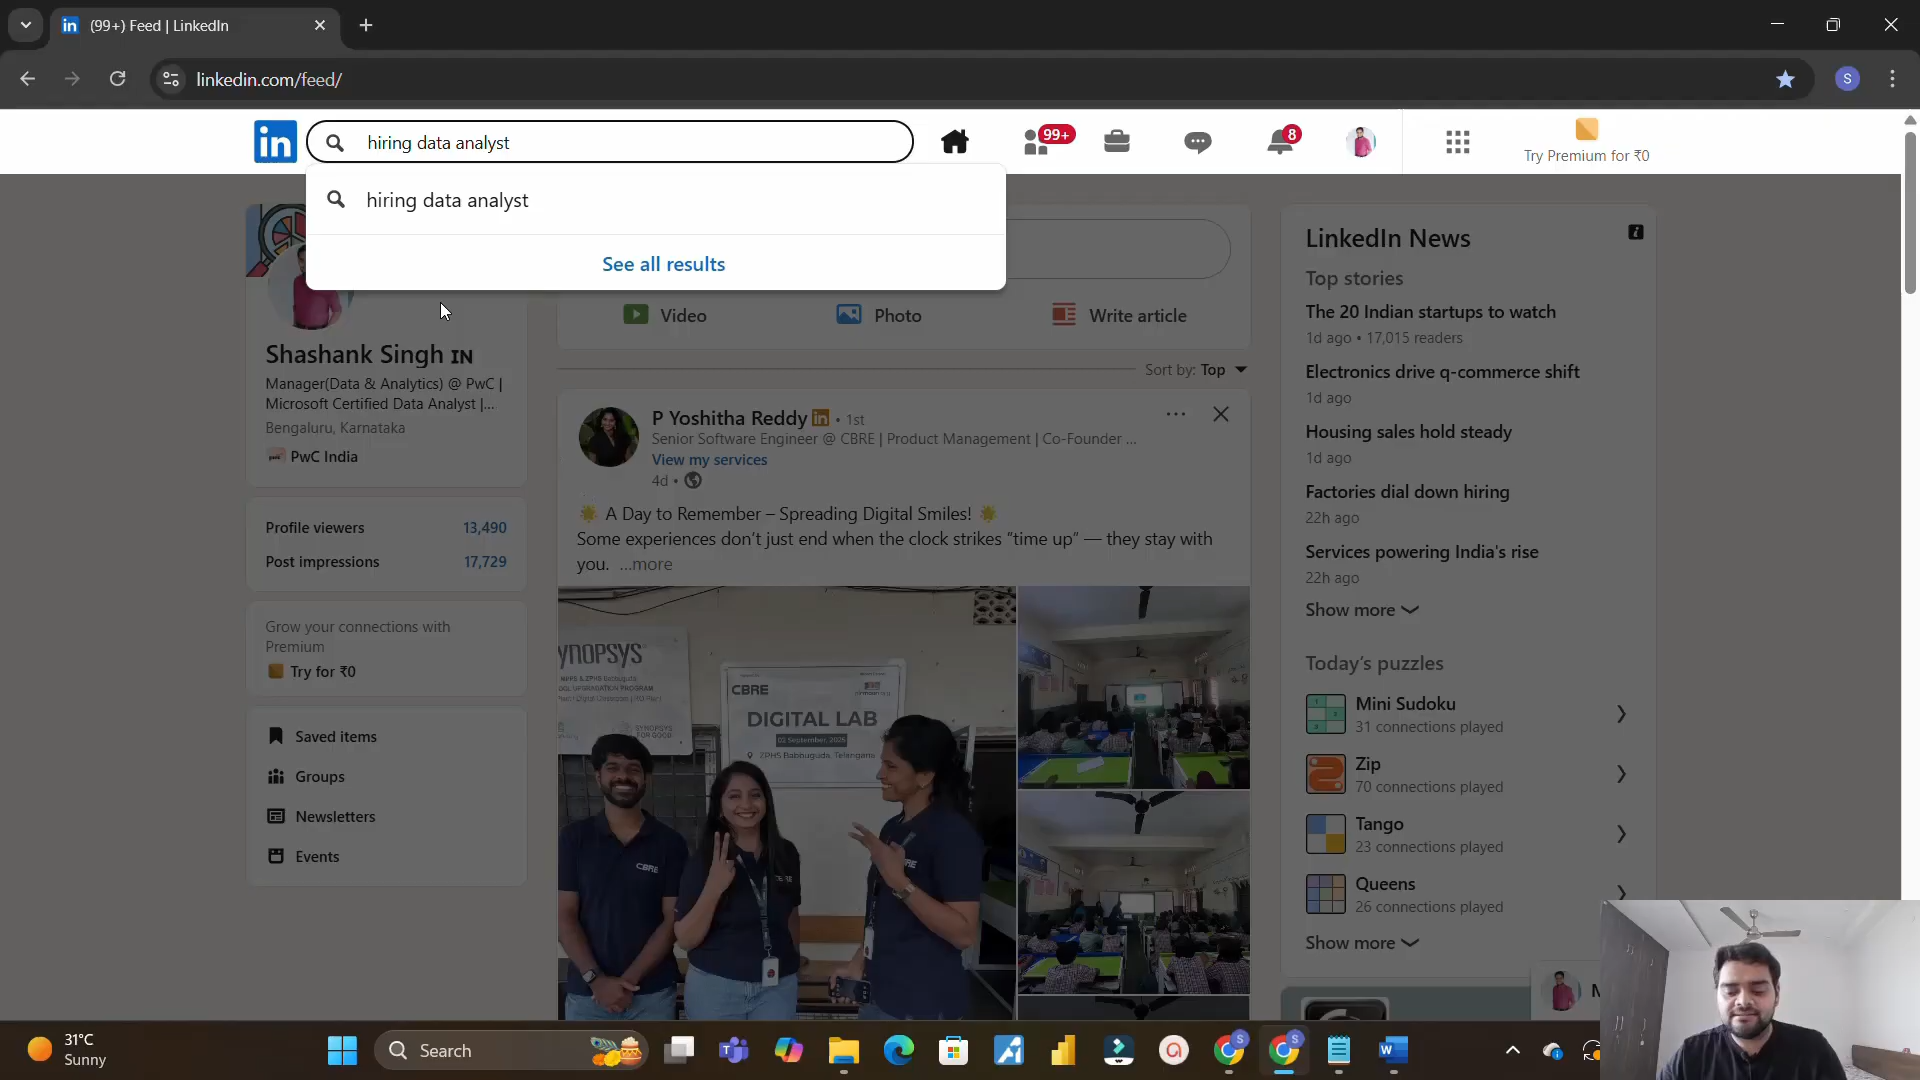 (99+) Feed | LinkedIn
linkedin.com/feed/
S
in
hiring data analyst
99+
8
Try Premium for ₹0
hiring data analyst
See all results
Video
Photo
Write article
Sort by: Top
Shashank Singh IN
Manager(Data & Analytics) @ PwC |
Microsoft Certified Data Analyst |...
Bengaluru, Karnataka
PwC India
Profile viewers 13,490
Post impressions 17,729
Grow your connections with
Premium
Try for ₹0
Saved items
Groups
Newsletters
Events
P Yoshitha Reddy in • 1st
Senior Software Engineer @ CBRE | Product Management | Co-Founder ...
View my services
4d •
A Day to Remember – Spreading Digital Smiles!
Some experiences don't just end when the clock strikes "time up" — they stay with
you. ...more
CBRE
DIGITAL LAB
ZPHS Babhuguda, Telangana
SYNOPSYS
CBRE
LinkedIn News
Top stories
The 20 Indian startups to watch
1d ago • 17,015 readers
Electronics drive q-commerce shift
1d ago
Housing sales hold steady
1d ago
Factories dial down hiring
22h ago
Services powering India's rise
22h ago
Show more
Today's puzzles
Mini Sudoku
31 connections played
Zip
70 connections played
Tango
23 connections played
Queens
26 connections played
Show more
31°C
Sunny
Search